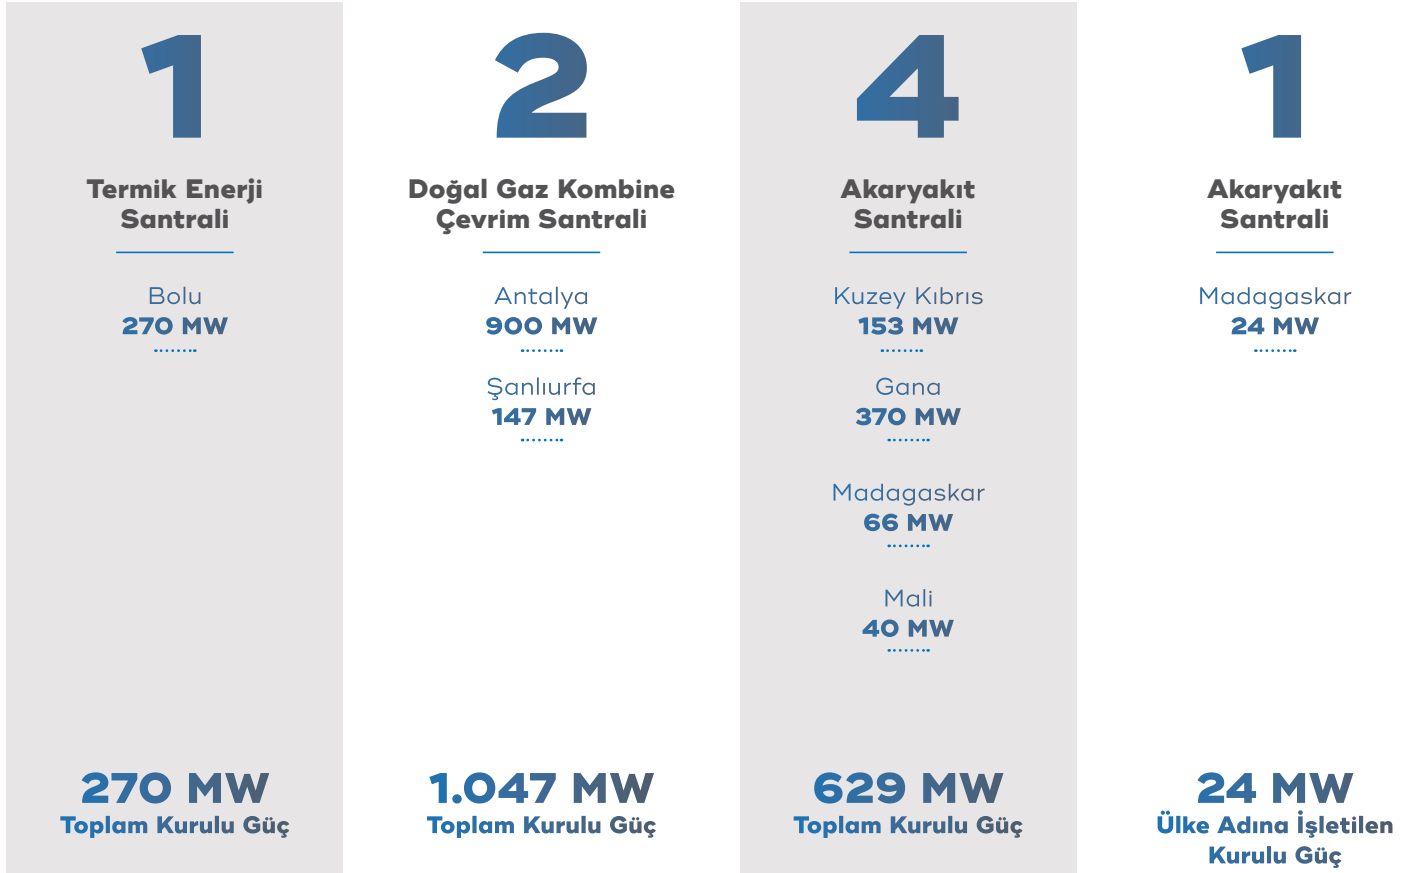 1
Termik Enerji
Santrali
Bolu
270 MW
270 MW
Toplam Kurulu Güç
2
Doğal Gaz Kombine
Çevrim Santrali
Antalya
900 MW
Şanlıurfa
147 MW
1.047 MW
Toplam Kurulu Güç
4
Akaryakıt
Santrali
Kuzey Kıbrıs
153 MW
Gana
370 MW
Madagaskar
66 MW
Mali
40 MW
629 MW
Toplam Kurulu Güç
1
Akaryakıt
Santrali
Madagaskar
24 MW
24 MW
Ülke Adına İşletilen
Kurulu Güç